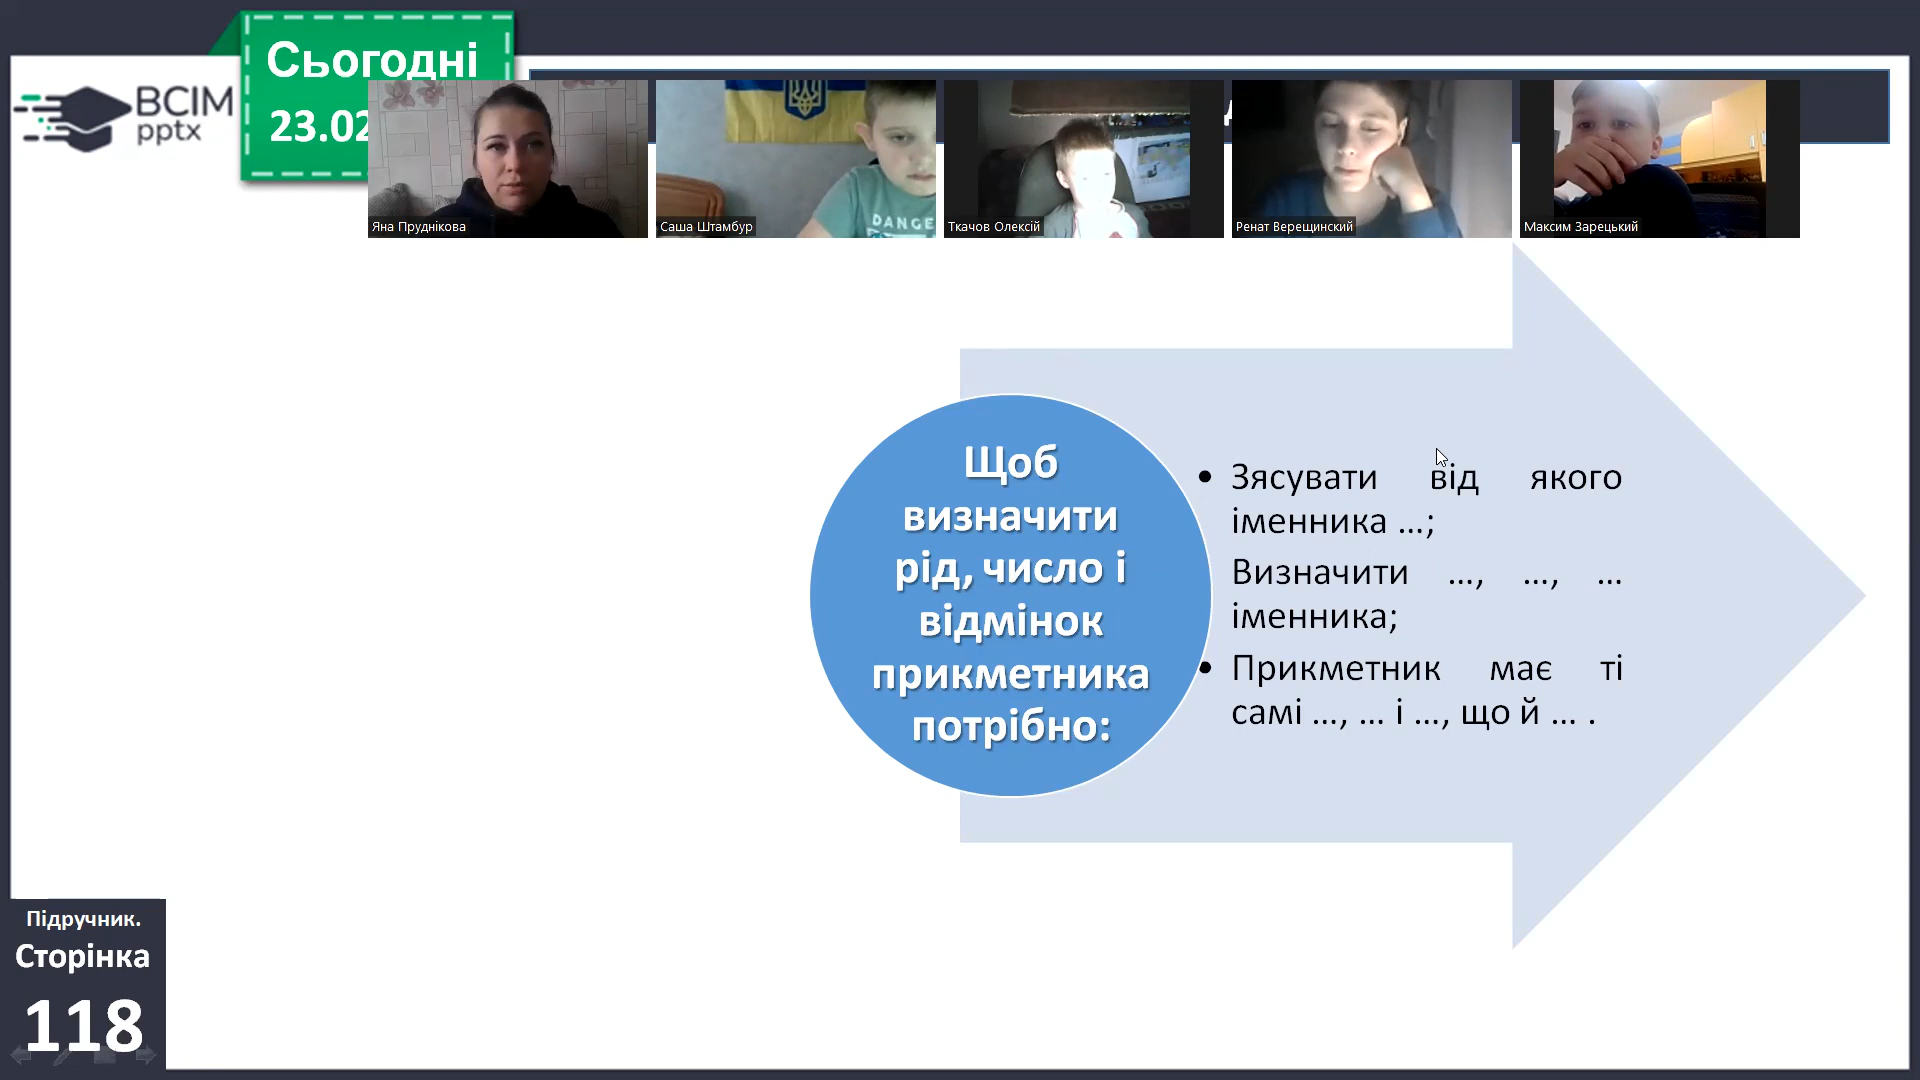 Сьогодні
23.02
ВСІМ
pptx
Яна Пруднікова
Саша Штамбур
DANGE
Ткачов Олексій
Ренат Верещинский
Максим Зарецький
Щоб
визначити
рід, число і
відмінок
прикметника
потрібно:
• Зясувати від якого
іменника ...;
Визначити ..., ..., ...
іменника;
• Прикметник має ті
самі ..., ... і ..., що й ... .
Підручник.
Сторінка
118